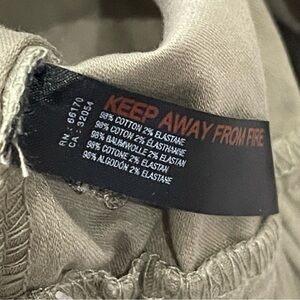 KEEP AWAY FROM FIRE
98% COTTON 2% ELASTANE
98% COTON 2% ÉLASTHANNE
98% BAUMWOLLE 2% ELASTAN
98% COTONE 2% ELASTAN
98% ALGODÓN 2% ELASTANE
RN: 66170
CA: 32054